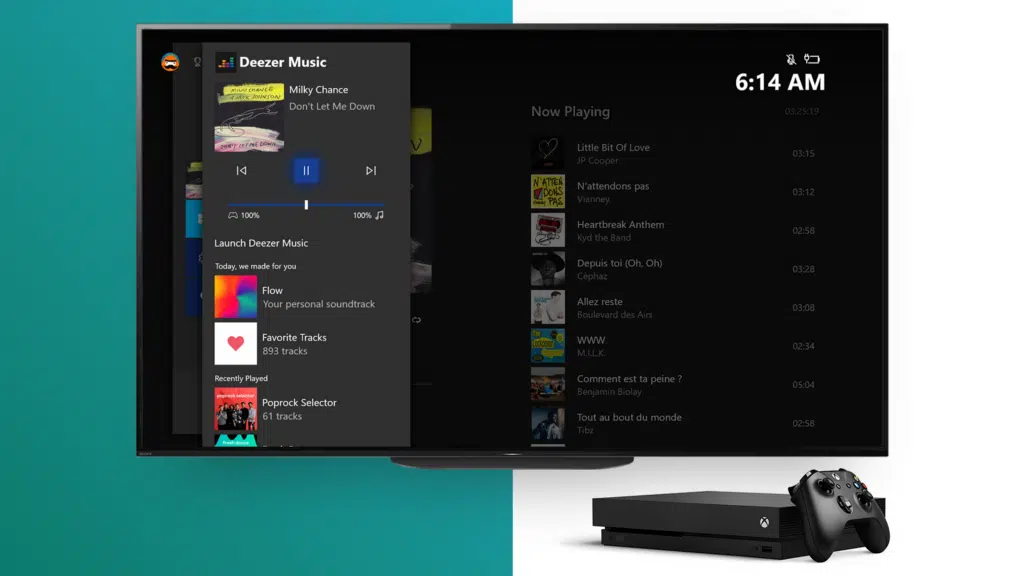 Deezer Music
Milky Chance
Don't Let Me Down
100%
100%
Launch Deezer Music
Today, we made for you
Flow
Your personal soundtrack
Favorite Tracks
893 tracks
Recently Played
Poprock Selector
61 tracks
6:14 AM
Now Playing
03:25:19
Little Bit Of Love
JP Cooper
03:15
N'attendons pas
Vianney
03:12
Heartbreak Anthem
Kyd the Band
02:58
Depuis toi (Oh, Oh)
Céphaz
03:28
Allez reste
Boulevard des Airs
03:08
WWW
M.I.L.K.
02:34
Comment est ta peine ?
Benjamin Biolay
05:04
Tout au bout du monde
Tibz
02:58
SONY